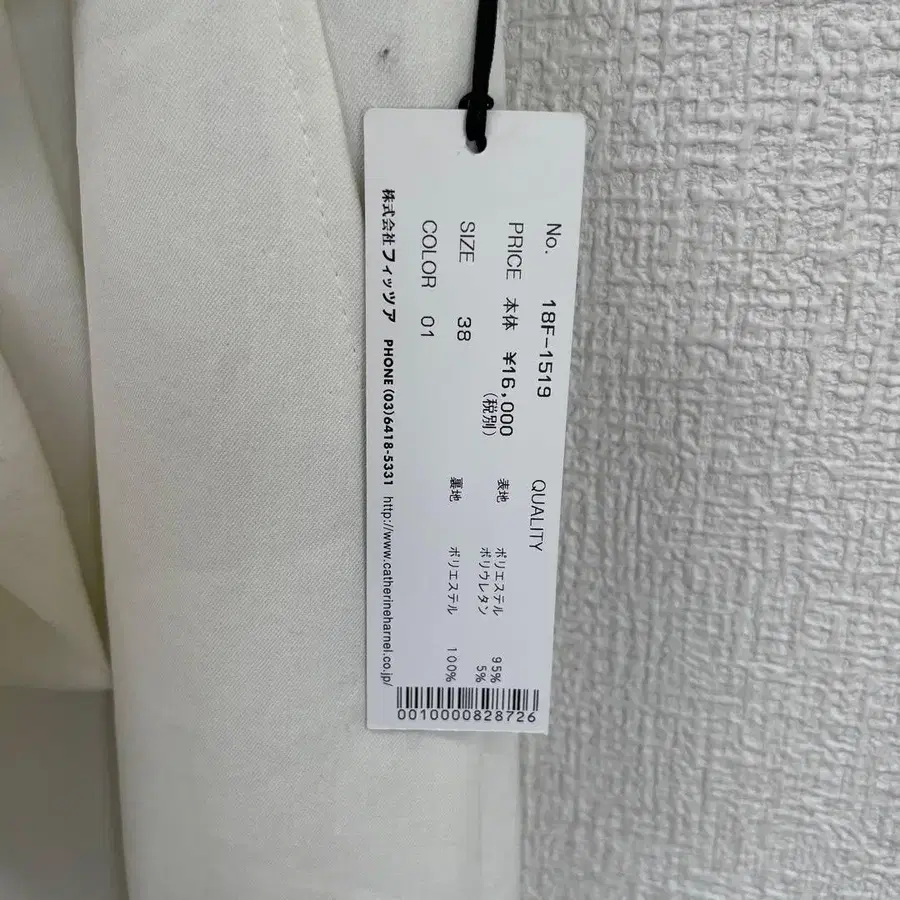 No. 18F-1519
PRICE 本体 ¥16,000
(税別)
SIZE 38
COLOR 01
QUALITY
表地 ポリエステル 95%
ポリウレタン 5%
裏地 ポリエステル 100%
株式会社フィッツア PHONE (03)6418-5331 http://www.catherineharnel.co.jp/
0010000828726